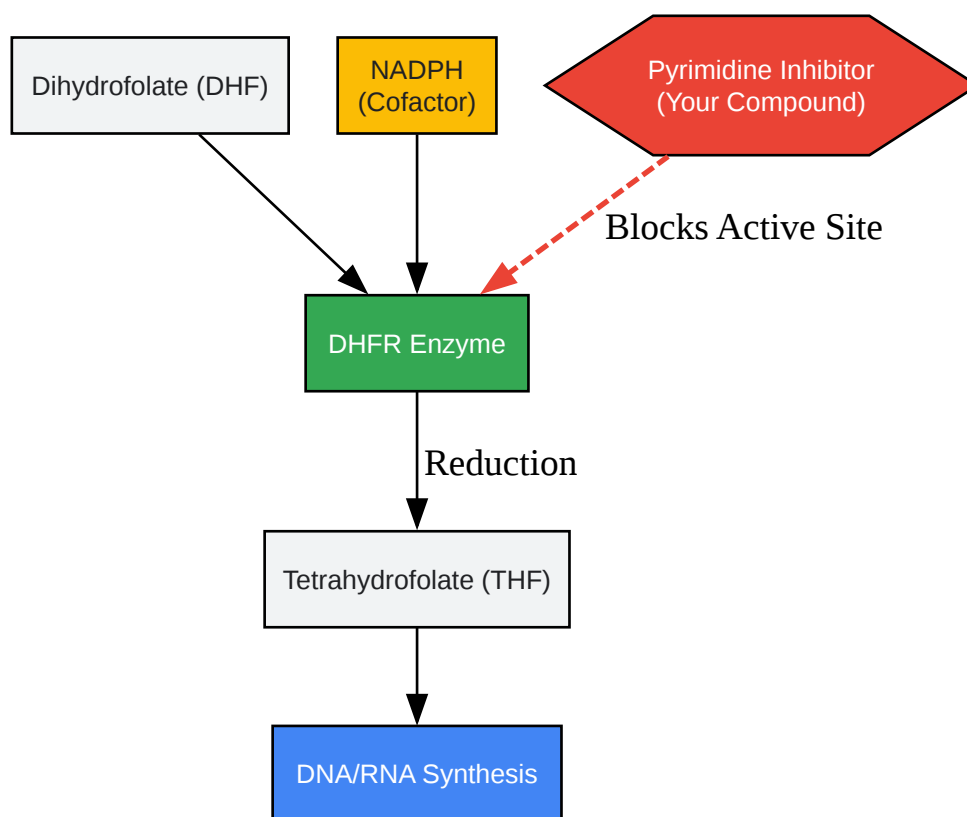 Dihydrofolate (DHF)
NADPH
(Cofactor)
Pyrimidine Inhibitor
(Your Compound)
Blocks Active Site
DHFR Enzyme
Reduction
Tetrahydrofolate (THF)
DNA/RNA Synthesis